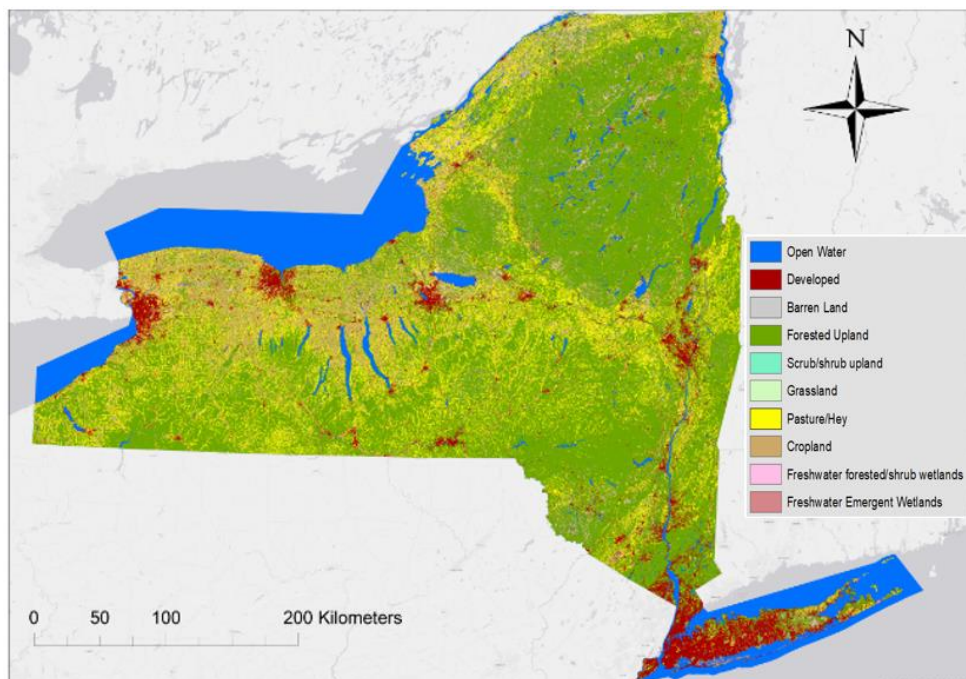 N
Open Water
Developed
Barren Land
Forested Upland
Scrub/shrub upland
Grassland
Pasture/Hey
Cropland
Freshwater forested/shrub wetlands
Freshwater Emergent Wetlands
0 50 100 200 Kilometers